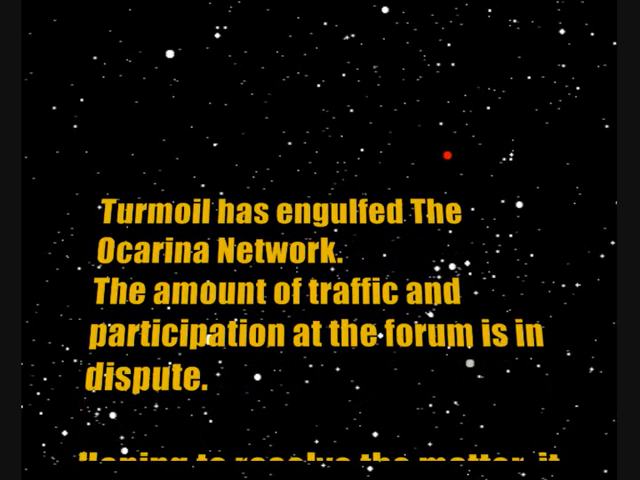 Turmoil has engulfed The
Ocarina Network.
The amount of traffic and
participation at the forum is in
dispute.
Hoping to resolve the matter, it